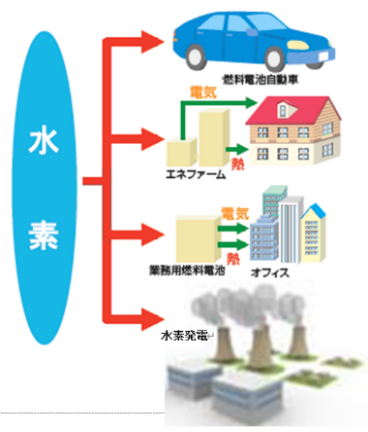 水素
燃料電池自動車
電気
熱
エネファーム
電気
熱
業務用燃料電池
オフィス
水素発電